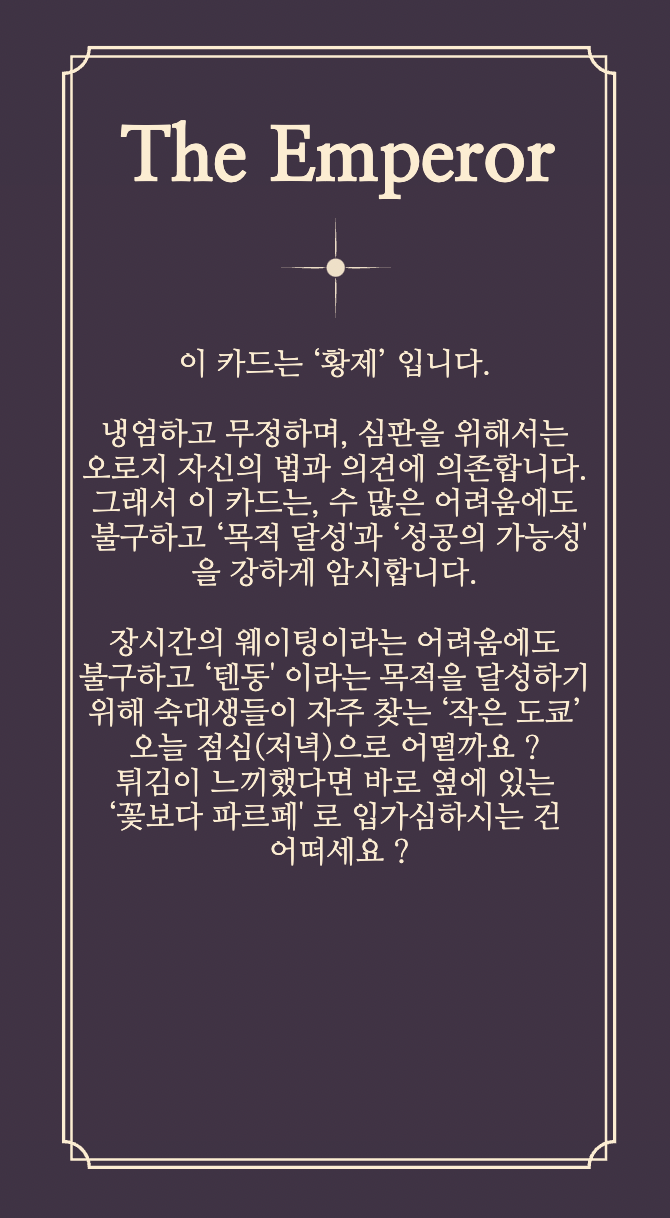 The Emperor
이 카드는 ‘황제’ 입니다.
냉엄하고 무정하며, 심판을 위해서는
오로지 자신의 법과 의견에 의존합니다.
그래서 이 카드는, 수 많은 어려움에도
불구하고 ‘목적 달성'과 ‘성공의 가능성'
을 강하게 암시합니다.
장시간의 웨이팅이라는 어려움에도
불구하고 ‘텐동' 이라는 목적을 달성하기
위해 숙대생들이 자주 찾는 ‘작은 도쿄’
오늘 점심(저녁)으로 어떨까요 ?
튀김이 느끼했다면 바로 옆에 있는
‘꽃보다 파르페' 로 입가심하시는 건
어떠세요 ?